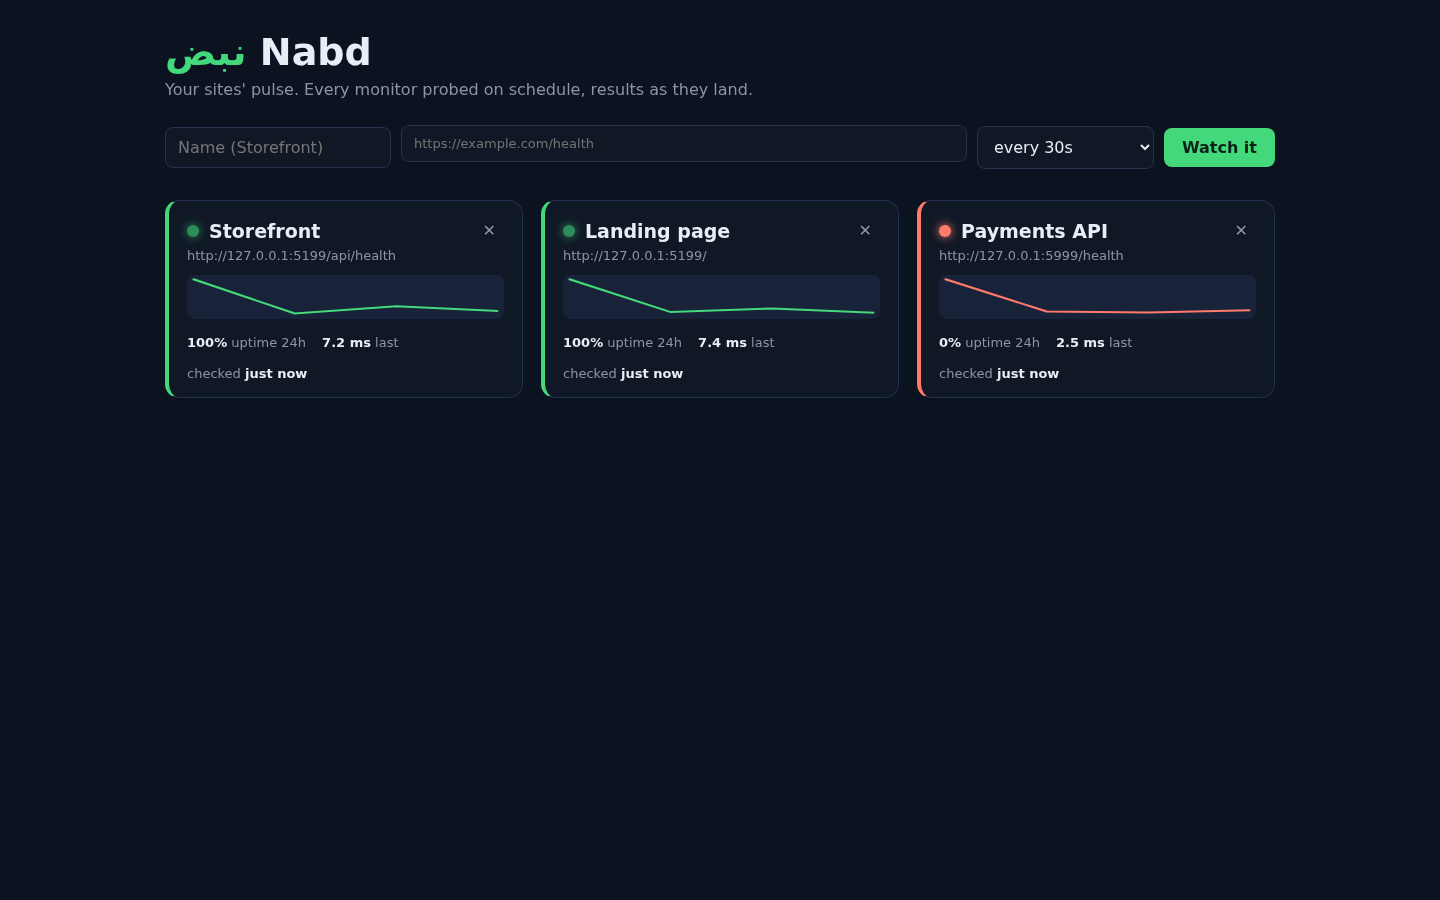 نبض Nabd
Your sites' pulse. Every monitor probed on schedule, results as they land.
Name (Storefront) https://example.com/health every 30s Watch it
Storefront ✕
http://127.0.0.1:5199/api/health
100% uptime 24h 7.2 ms last
checked just now
Landing page ✕
http://127.0.0.1:5199/
100% uptime 24h 7.4 ms last
checked just now
Payments API ✕
http://127.0.0.1:5999/health
0% uptime 24h 2.5 ms last
checked just now